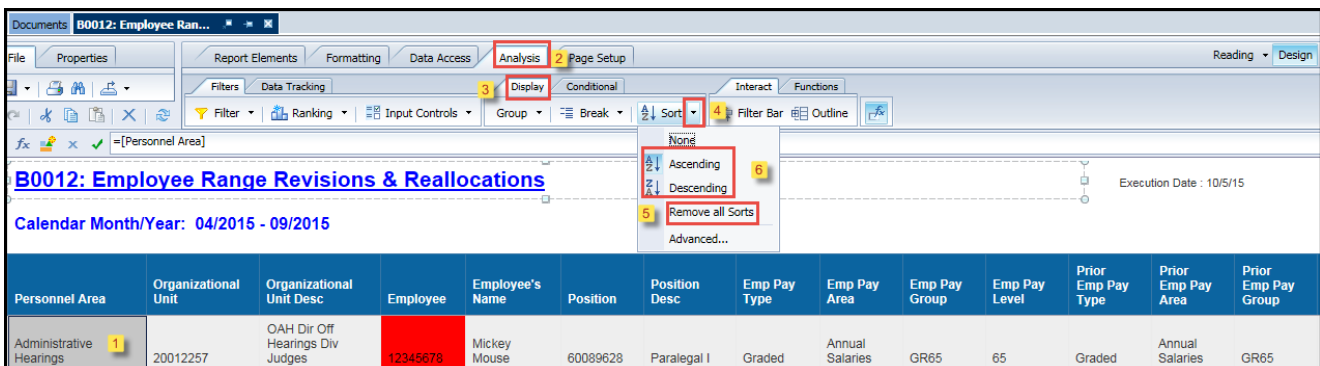 Documents B0012: Employee Ran...
File Properties Report Elements Formatting Data Access Analysis 2 Page Setup Reading Design
Filters Data Tracking 3 Display Conditional Interact Functions
Filter Ranking Input Controls Group Break Sort 4 Filter Bar Outline fx
fx =[Personnel Area]
None
Ascending
6
Descending
5 Remove all Sorts
Advanced...
B0012: Employee Range Revisions & Reallocations
Execution Date : 10/5/15
Calendar Month/Year: 04/2015 - 09/2015
Personnel Area Organizational Unit Organizational Unit Desc Employee Employee's Name Position Position Desc Emp Pay Type Emp Pay Area Emp Pay Group Emp Pay Level Prior Emp Pay Type Prior Emp Pay Area Prior Emp Pay Group
Administrative Hearings 1 20012257 OAH Dir Off Hearings Div Judges 12345678 Mickey Mouse 60089628 Paralegal I Graded Annual Salaries GR65 65 Graded Annual Salaries GR65